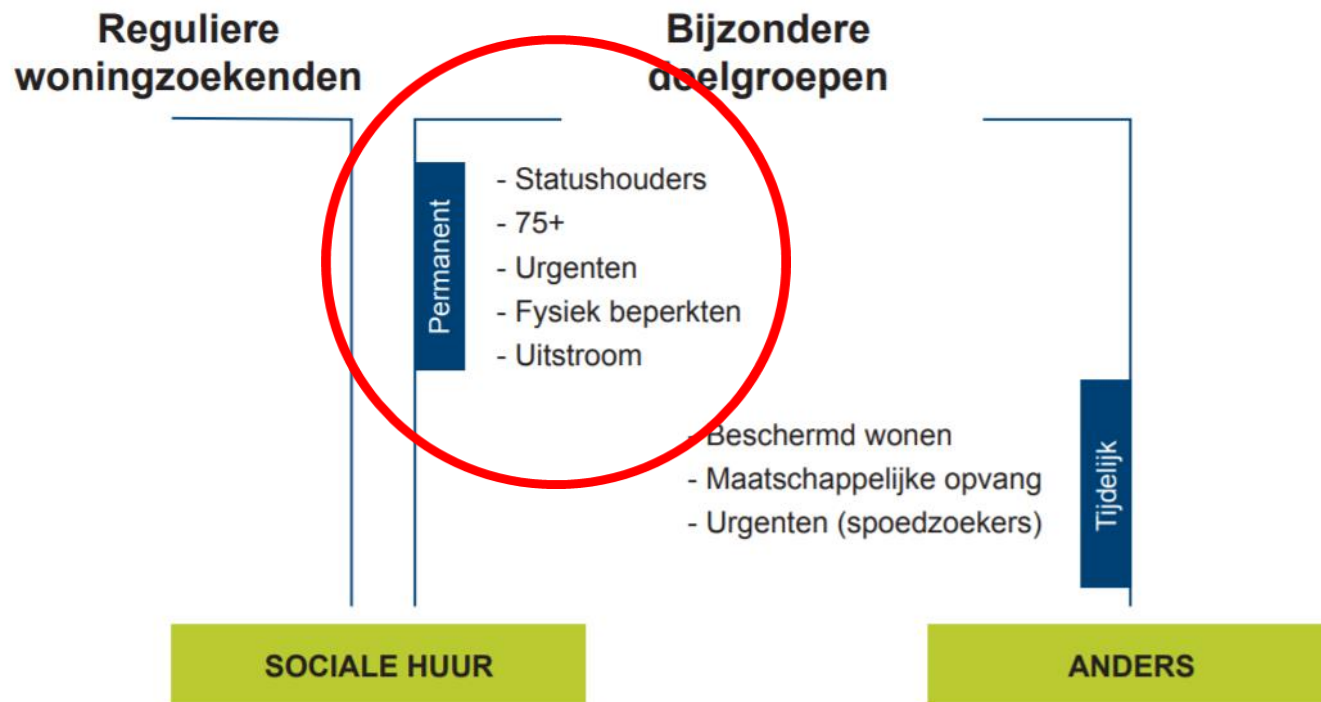 Reguliere
woningzoekenden
Bijzondere
doelgroepen
Permanent
- Statushouders
- 75+
- Urgenten
- Fysiek beperkten
- Uitstroom
- Beschermd wonen
- Maatschappelijke opvang
- Urgenten (spoedzoekers)
Tijdelijk
SOCIALE HUUR
ANDERS